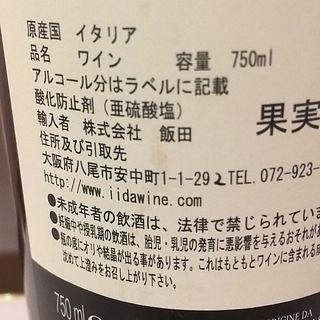 原産国 イタリア
品名 ワイン 容量 750ml
アルコール分はラベルに記載
酸化防止剤（亜硫酸塩） 果実
輸入者 株式会社 飯田
住所及び引取先
大阪府八尾市安中町1-1-29 TEL.072-923-
http://www.iidawine.com
●未成年者の飲酒は、法律で禁じられていま
●妊娠中や授乳期の飲酒は、胎児・乳児の発育に悪影響を与えるおそれがあ
●瓶の底にオリや結晶が出る事があります。これはもともとワインに含まれる成
沈めて上澄みをお召し上がり下さい。
750 ml
ORIGINE DA